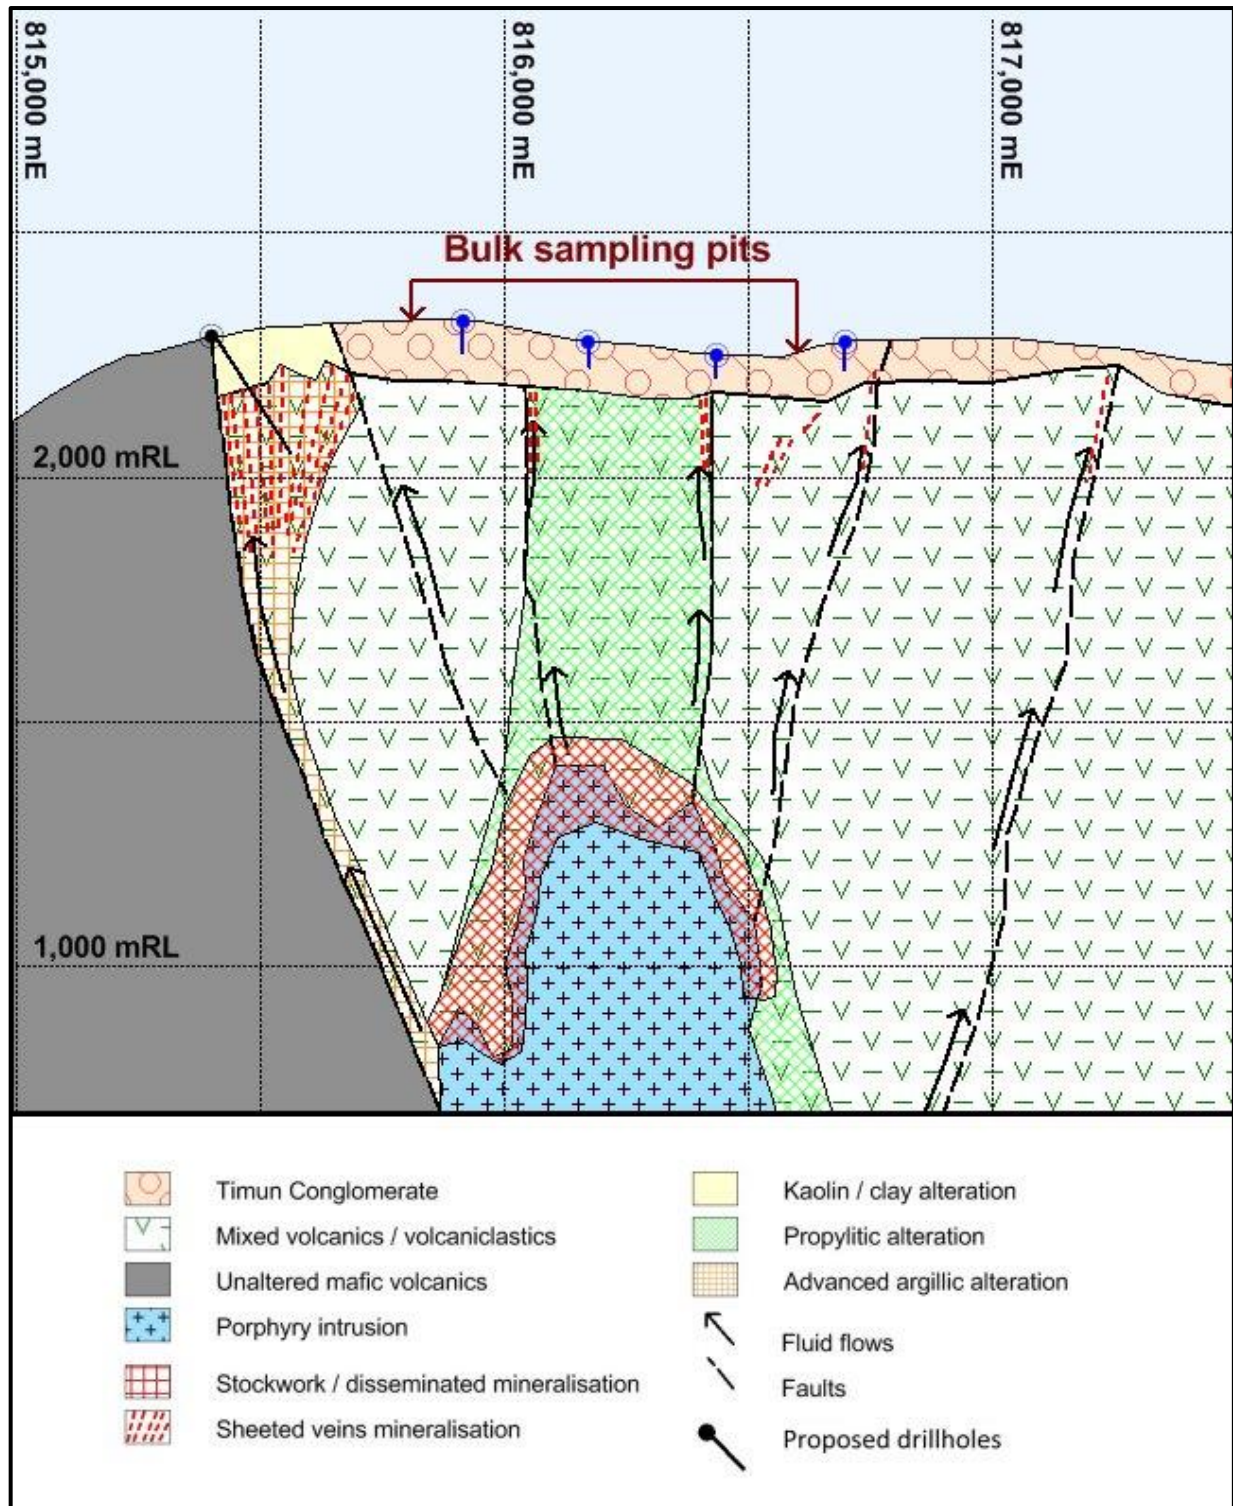 815,000 mE
816,000 mE
817,000 mE
Bulk sampling pits
2,000 mRL
1,000 mRL
Timun Conglomerate
Mixed volcanics / volcaniclastics
Unaltered mafic volcanics
Porphyry intrusion
Stockwork / disseminated mineralisation
Sheeted veins mineralisation
Kaolin / clay alteration
Propylitic alteration
Advanced argillic alteration
Fluid flows
Faults
Proposed drillholes